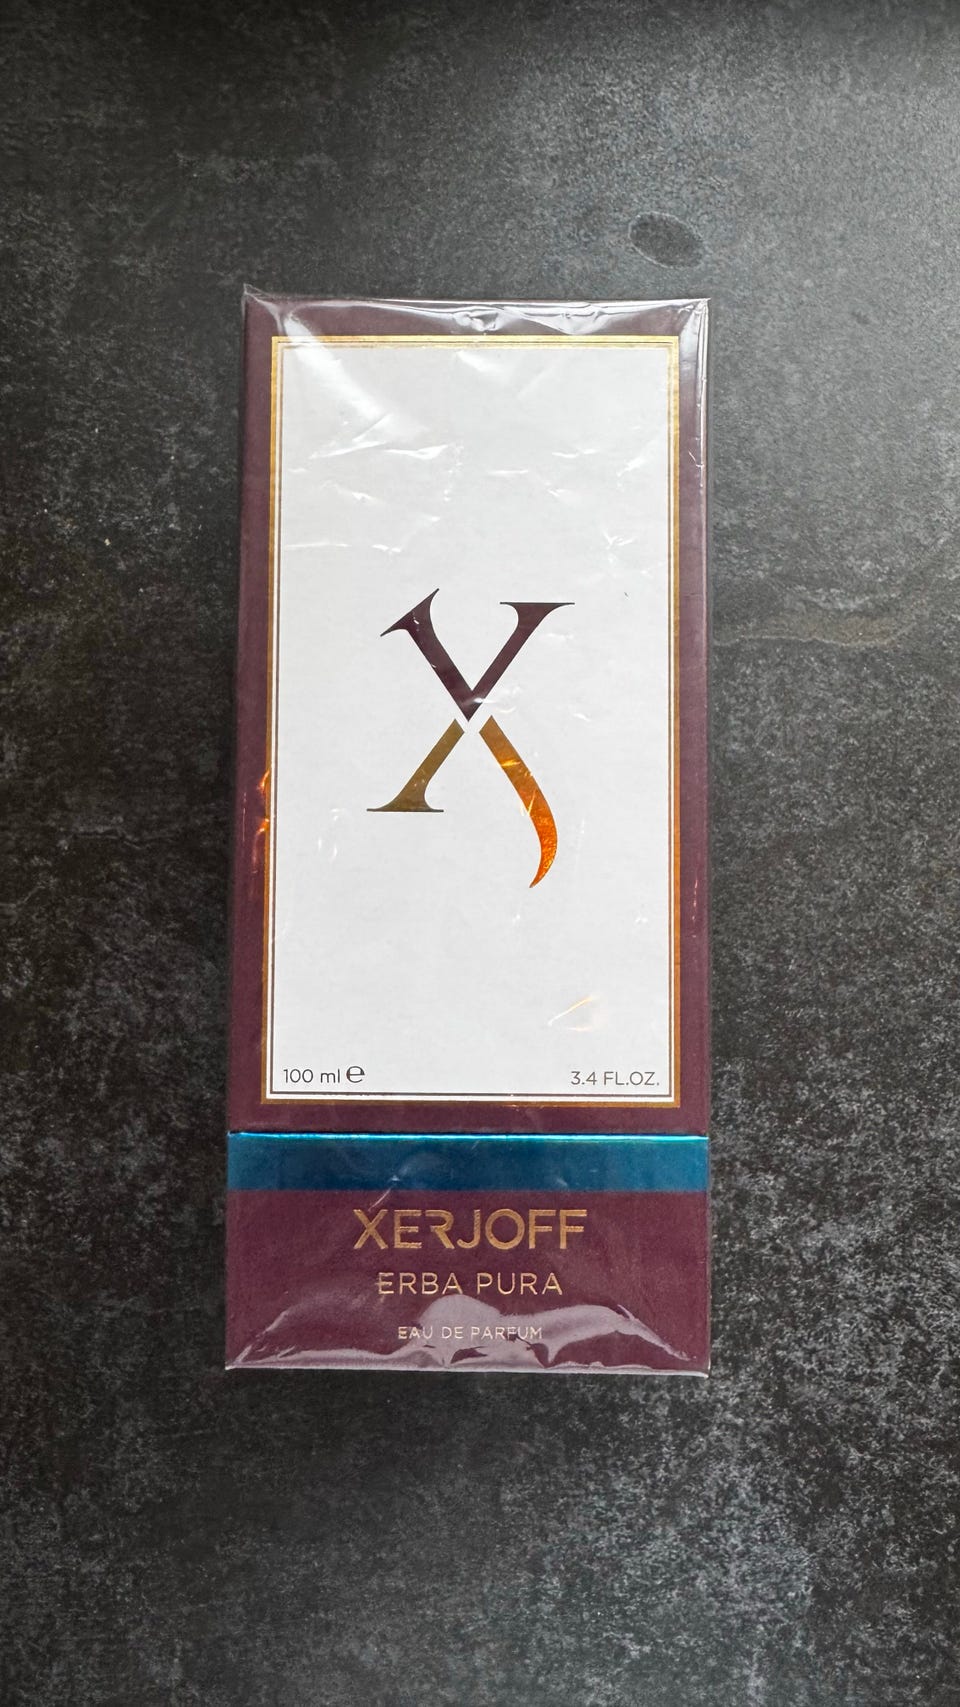 X
100 ml ℮
3.4 FL.OZ.
XERJOFF
ERBA PURA
EAU DE PARFUM